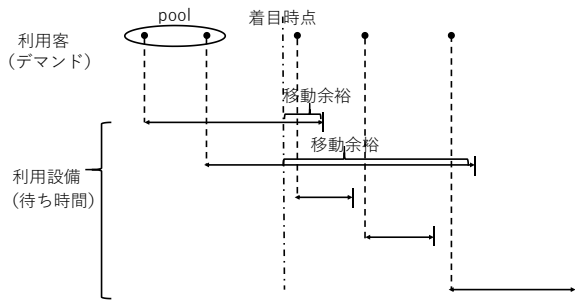 pool
着目時点
利用客
(デマンド)
移動余裕
移動余裕
利用設備
(待ち時間)